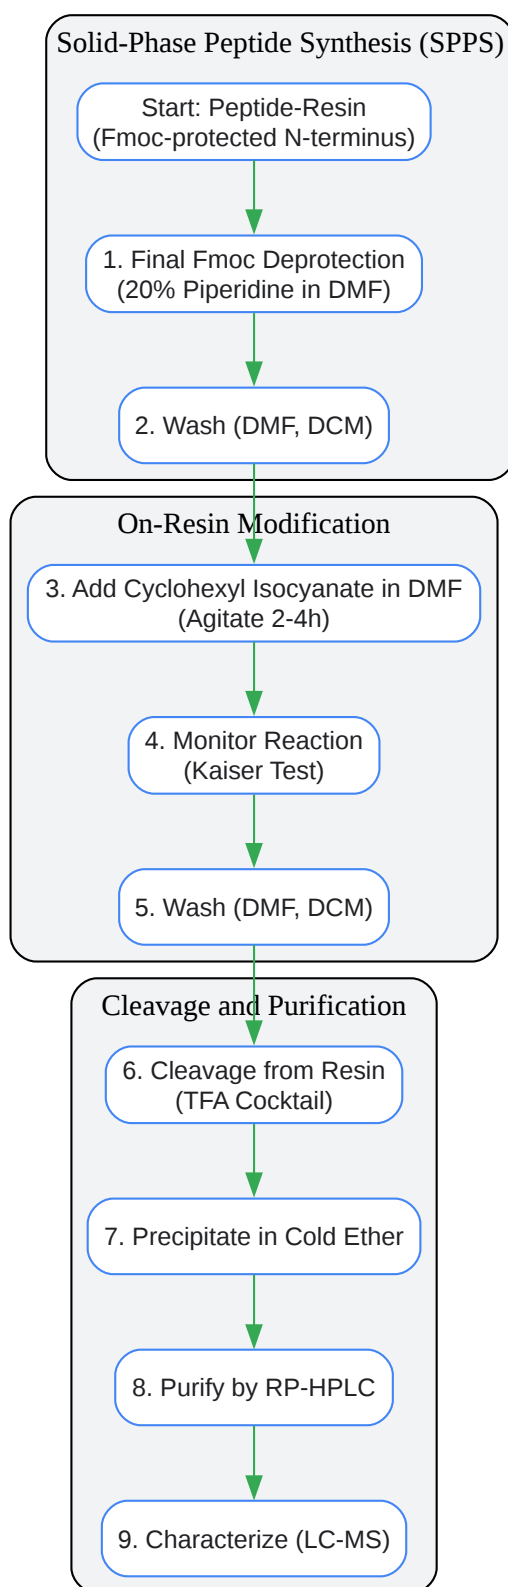 Solid-Phase Peptide Synthesis (SPPS)
Start: Peptide-Resin
(Fmoc-protected N-terminus)
1. Final Fmoc Deprotection
(20% Piperidine in DMF)
2. Wash (DMF, DCM)
On-Resin Modification
3. Add Cyclohexyl Isocyanate in DMF
(Agitate 2-4h)
4. Monitor Reaction
(Kaiser Test)
5. Wash (DMF, DCM)
Cleavage and Purification
6. Cleavage from Resin
(TFA Cocktail)
7. Precipitate in Cold Ether
8. Purify by RP-HPLC
9. Characterize (LC-MS)